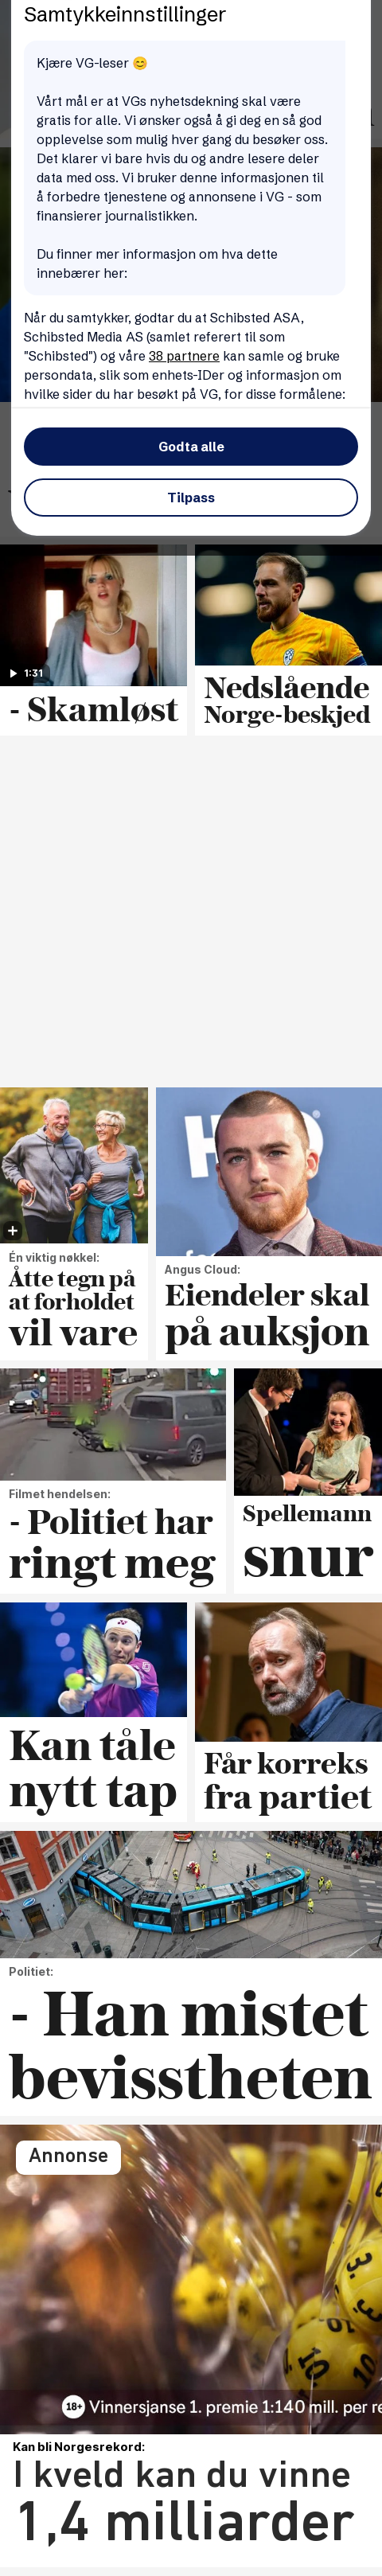 Samtykkeinnstillinger
Kjære VG-leser 😊
Vårt mål er at VGs nyhetsdekning skal være
gratis for alle. Vi ønsker også å gi deg en så god
opplevelse som mulig hver gang du besøker oss.
Det klarer vi bare hvis du og andre lesere deler
data med oss. Vi bruker denne informasjonen til
å forbedre tjenestene og annonsene i VG - som
finansierer journalistikken.
Du finner mer informasjon om hva dette
innebærer her:
Når du samtykker, godtar du at Schibsted ASA,
Schibsted Media AS (samlet referert til som
"Schibsted") og våre 38 partnere kan samle og bruke
persondata, slik som enhets-IDer og informasjon om
hvilke sider du har besøkt på VG, for disse formålene:
Godta alle
Tilpass
1:31
- Skamløst
Nedslående
Norge-beskjed
Én viktig nøkkel:
Åtte tegn på
at forholdet
vil vare
Angus Cloud:
Eiendeler skal
på auksjon
Filmet hendelsen:
- Politiet har
ringt meg
Spellemann
snur
Kan tåle
nytt tap
Får korreks
fra partiet
Politiet:
- Han mistet
bevisstheten
Annonse
18+ Vinnersjanse 1. premie 1:140 mill. per re
Kan bli Norgesrekord:
I kveld kan du vinne
1,4 milliarder